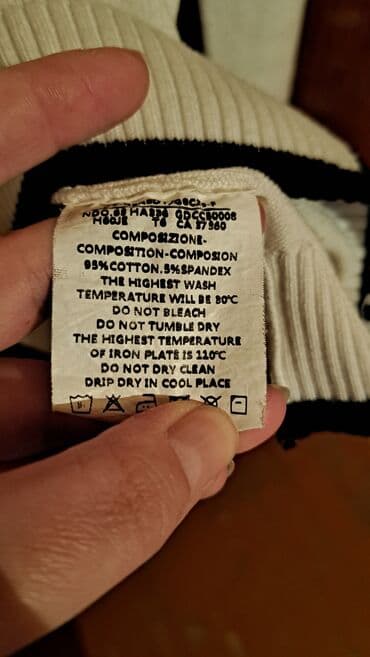 CA 37360
COMPOSIZIONE-
COMPOSITION-COMPOSION
95%COTTON.5%SPANDEX
THE HIGHEST WASH
TEMPERATURE WILL BE 30°C
DO NOT BLEACH
DO NOT TUMBLE DRY
THE HIGHEST TEMPERATURE
OF IRON PLATE IS 110°C
DO NOT DRY CLEAN
DRIP DRY IN COOL PLACE